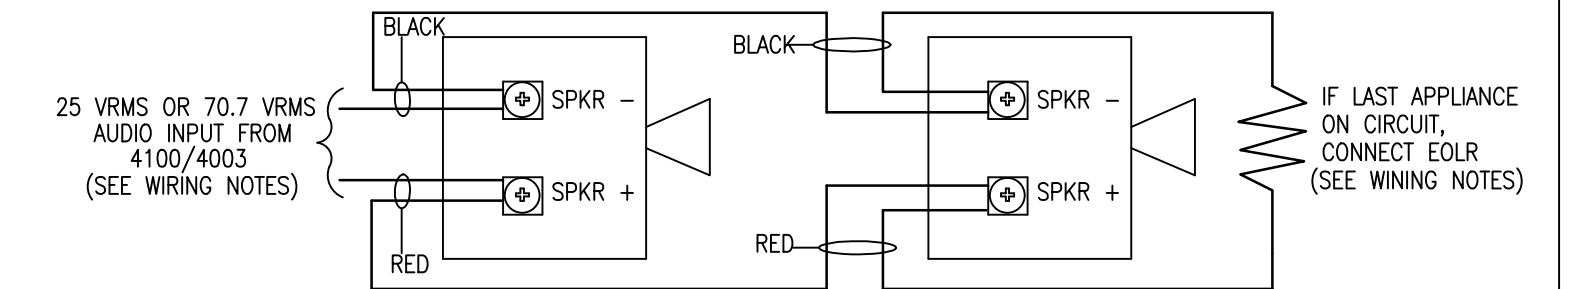 BLACK
25 VRMS OR 70.7 VRMS
AUDIO INPUT FROM
4100/4003
(SEE WIRING NOTES)
SPKR -
SPKR +
RED
BLACK
RED
SPKR -
SPKR +
IF LAST APPLIANCE
ON CIRCUIT,
CONNECT EOLR
(SEE WINING NOTES)